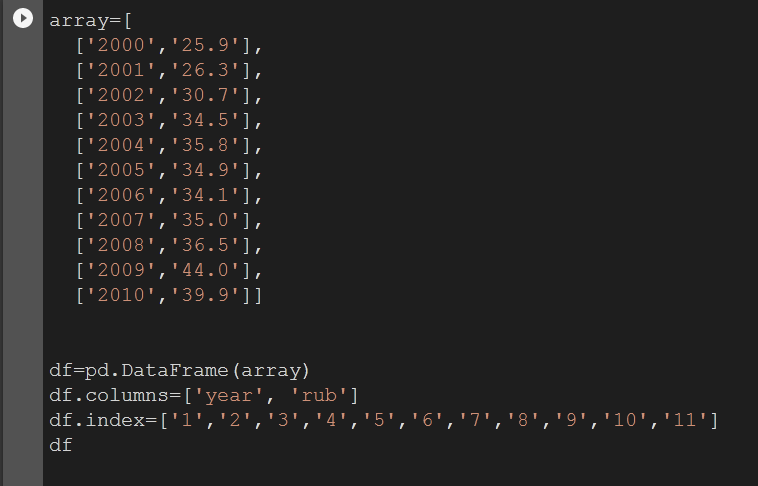 array=[
['2000','25.9'],
['2001','26.3'],
['2002','30.7'],
['2003','34.5'],
['2004','35.8'],
['2005','34.9'],
['2006','34.1'],
['2007','35.0'],
['2008','36.5'],
['2009','44.0'],
['2010','39.9']]
df=pd.DataFrame(array)
df.columns=['year', 'rub']
df.index=['1','2','3','4','5','6','7','8','9','10','11']
df